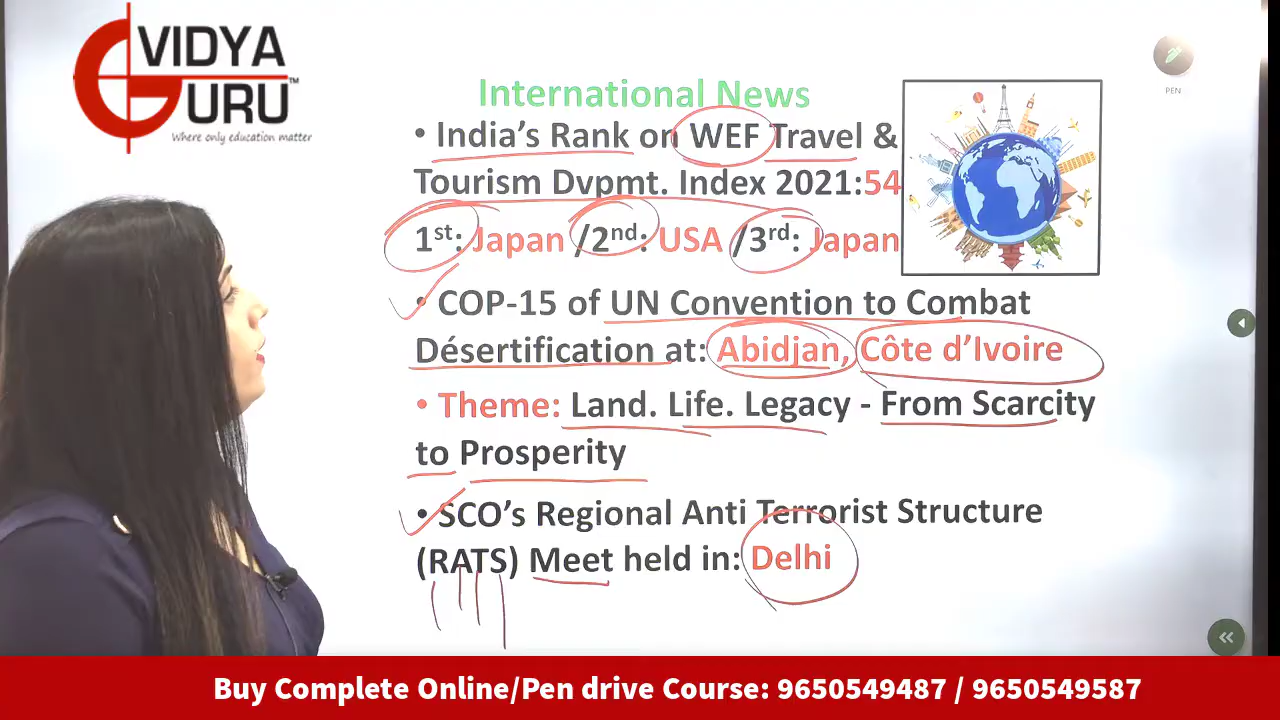 VIDYA
GURU™
Where only education matter
PEN
International News
• India's Rank on WEF Travel &
Tourism Dvpmt. Index 2021:54
1st: Japan /2nd: USA /3rd: Japan
• COP-15 of UN Convention to Combat
Désertification at: Abidjan, Côte d'Ivoire
• Theme: Land. Life. Legacy - From Scarcity
to Prosperity
• SCO's Regional Anti Terrorist Structure
(RATS) Meet held in: Delhi
Buy Complete Online/Pen drive Course: 9650549487 / 9650549587